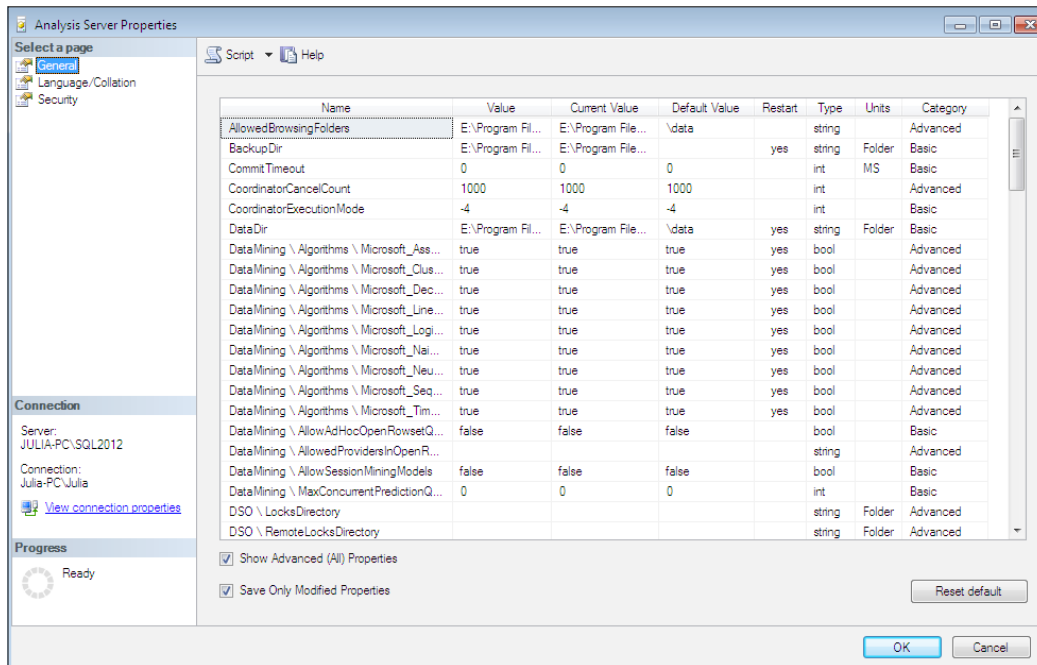 Analysis Server Properties
Select a page
General
Language/Collation
Security
Script Help
Name Value Current Value Default Value Restart Type Units Category
AllowedBrowsingFolders E:\Program Fil... E:\Program File... \data string Advanced
BackupDir E:\Program Fil... E:\Program File... yes string Folder Basic
CommitTimeout 0 0 0 int MS Basic
CoordinatorCancelCount 1000 1000 1000 int Advanced
CoordinatorExecutionMode -4 -4 -4 int Basic
DataDir E:\Program Fil... E:\Program File... \data yes string Folder Basic
DataMining \ Algorithms \ Microsoft_Ass... true true true yes bool Advanced
DataMining \ Algorithms \ Microsoft_Clus... true true true yes bool Advanced
DataMining \ Algorithms \ Microsoft_Dec... true true true yes bool Advanced
DataMining \ Algorithms \ Microsoft_Line... true true true yes bool Advanced
DataMining \ Algorithms \ Microsoft_Logi... true true true yes bool Advanced
DataMining \ Algorithms \ Microsoft_Nai... true true true yes bool Advanced
DataMining \ Algorithms \ Microsoft_Neu... true true true yes bool Advanced
DataMining \ Algorithms \ Microsoft_Seq... true true true yes bool Advanced
DataMining \ Algorithms \ Microsoft_Tim... true true true yes bool Advanced
DataMining \ AllowAdHocOpenRowsetQ... false false false bool Basic
DataMining \ AllowedProvidersInOpenR... string Advanced
DataMining \ AllowSessionMiningModels false false false bool Basic
DataMining \ MaxConcurrentPredictionQ... 0 0 0 int Basic
DSO \ LocksDirectory string Folder Advanced
DSO \ RemoteLocksDirectory string Folder Advanced
Connection
Server:
JULIA-PC\SQL2012
Connection:
Julia-PC\Julia
View connection properties
Progress
Ready
Show Advanced (All) Properties
Save Only Modified Properties
Reset default
OK Cancel